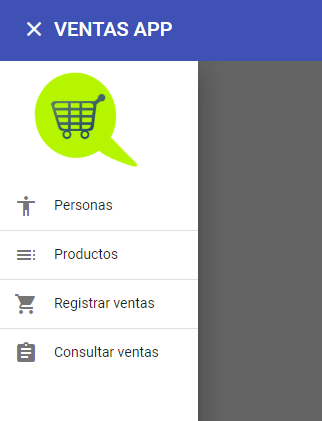 VENTAS APP
Personas
Productos
Registrar ventas
Consultar ventas